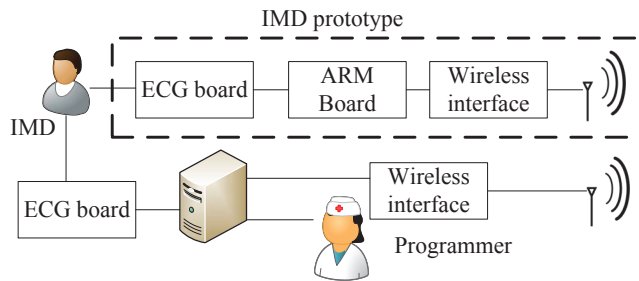 IMD prototype
ECG board
ARM
Board
Wireless
interface
IMD
ECG board
Wireless
interface
Programmer